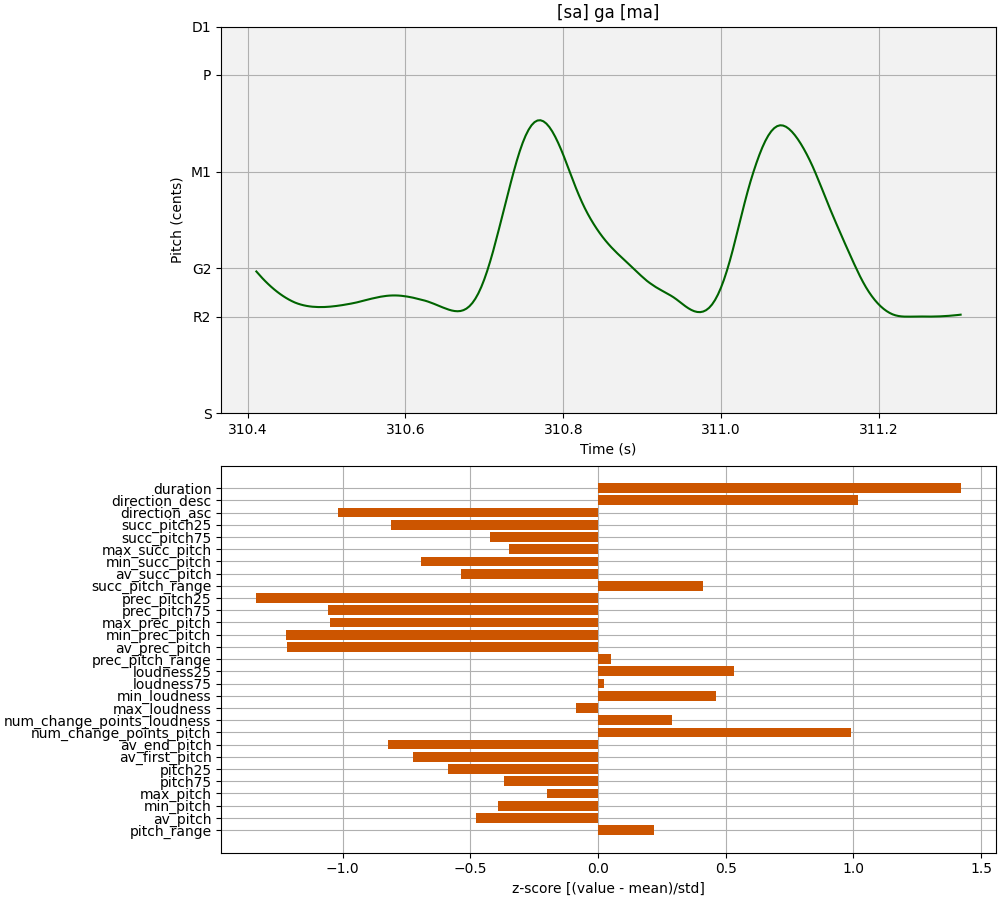 [sa] ga [ma]
D1
P
M1
G2
R2
S
Pitch (cents)
310.4 310.6 310.8 311.0 311.2
Time (s)
duration
direction_desc
direction_asc
succ_pitch25
succ_pitch75
max_succ_pitch
min_succ_pitch
av_succ_pitch
succ_pitch_range
prec_pitch25
prec_pitch75
max_prec_pitch
min_prec_pitch
av_prec_pitch
prec_pitch_range
loudness25
loudness75
min_loudness
max_loudness
num_change_points_loudness
num_change_points_pitch
av_end_pitch
av_first_pitch
pitch25
pitch75
max_pitch
min_pitch
av_pitch
pitch_range
−1.0 −0.5 0.0 0.5 1.0 1.5
z-score [(value - mean)/std]